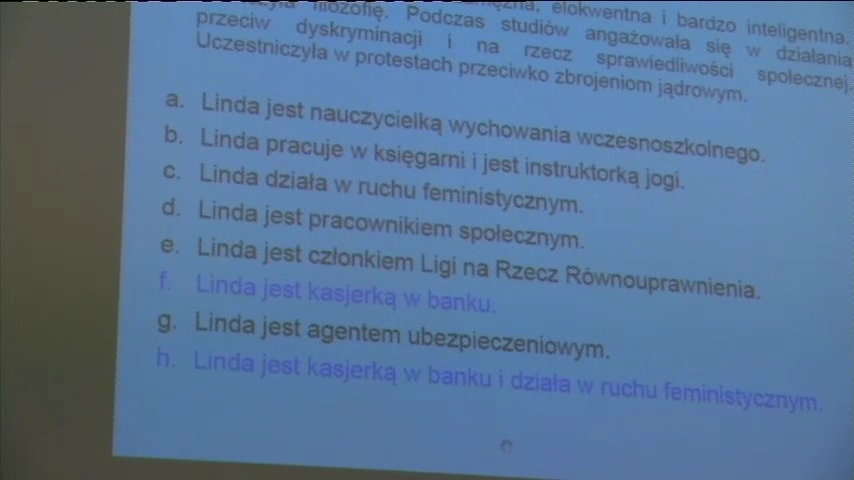 filozofię. Podczas studiów angażowała się w działania
elokwentna i bardzo inteligentna.
przeciw dyskryminacji i na rzecz sprawiedliwości społecznej.
Uczestniczyła w protestach przeciwko zbrojeniom jądrowym.
a. Linda jest nauczycielką wychowania wczesnoszkolnego.
b. Linda pracuje w księgarni i jest instruktorką jogi.
c. Linda działa w ruchu feministycznym.
d. Linda jest pracownikiem społecznym.
e. Linda jest członkiem Ligi na Rzecz Równouprawnienia.
f. Linda jest kasjerką w banku.
g. Linda jest agentem ubezpieczeniowym.
h. Linda jest kasjerką w banku i działa w ruchu feministycznym.